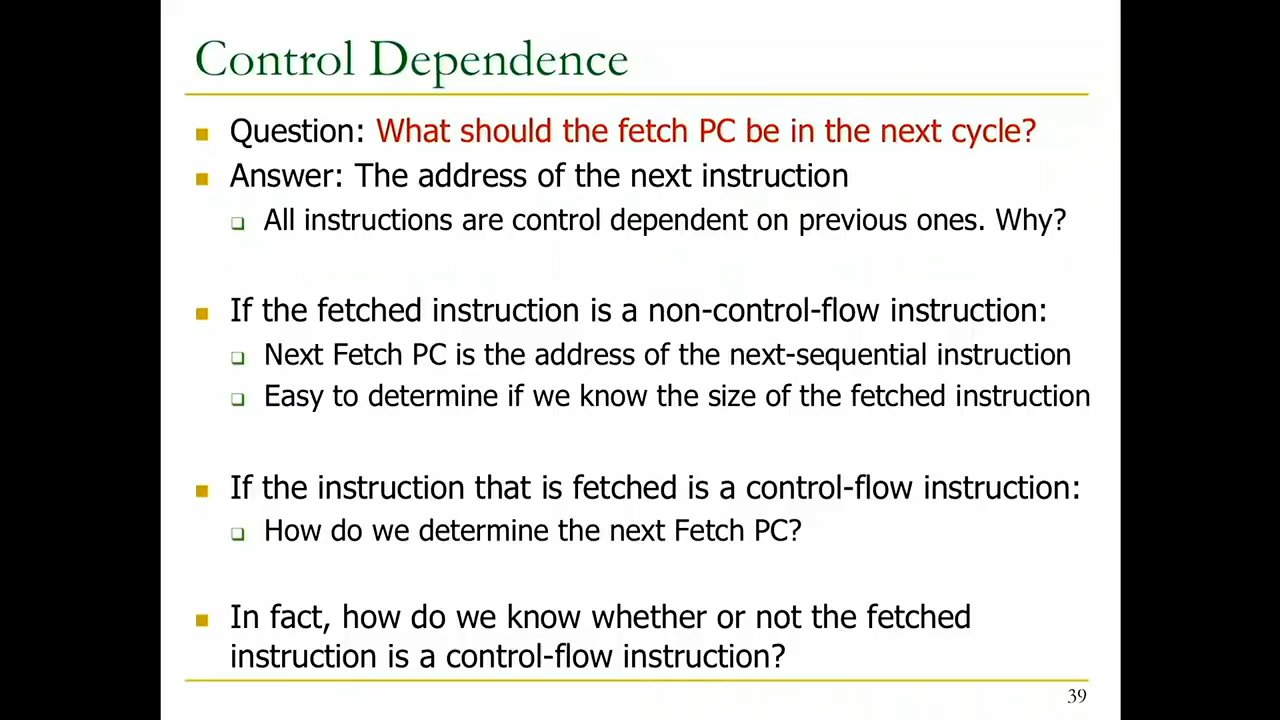 Control Dependence
Question: What should the fetch PC be in the next cycle?
Answer: The address of the next instruction
All instructions are control dependent on previous ones. Why?
If the fetched instruction is a non-control-flow instruction:
Next Fetch PC is the address of the next-sequential instruction
Easy to determine if we know the size of the fetched instruction
If the instruction that is fetched is a control-flow instruction:
How do we determine the next Fetch PC?
In fact, how do we know whether or not the fetched
instruction is a control-flow instruction?
39